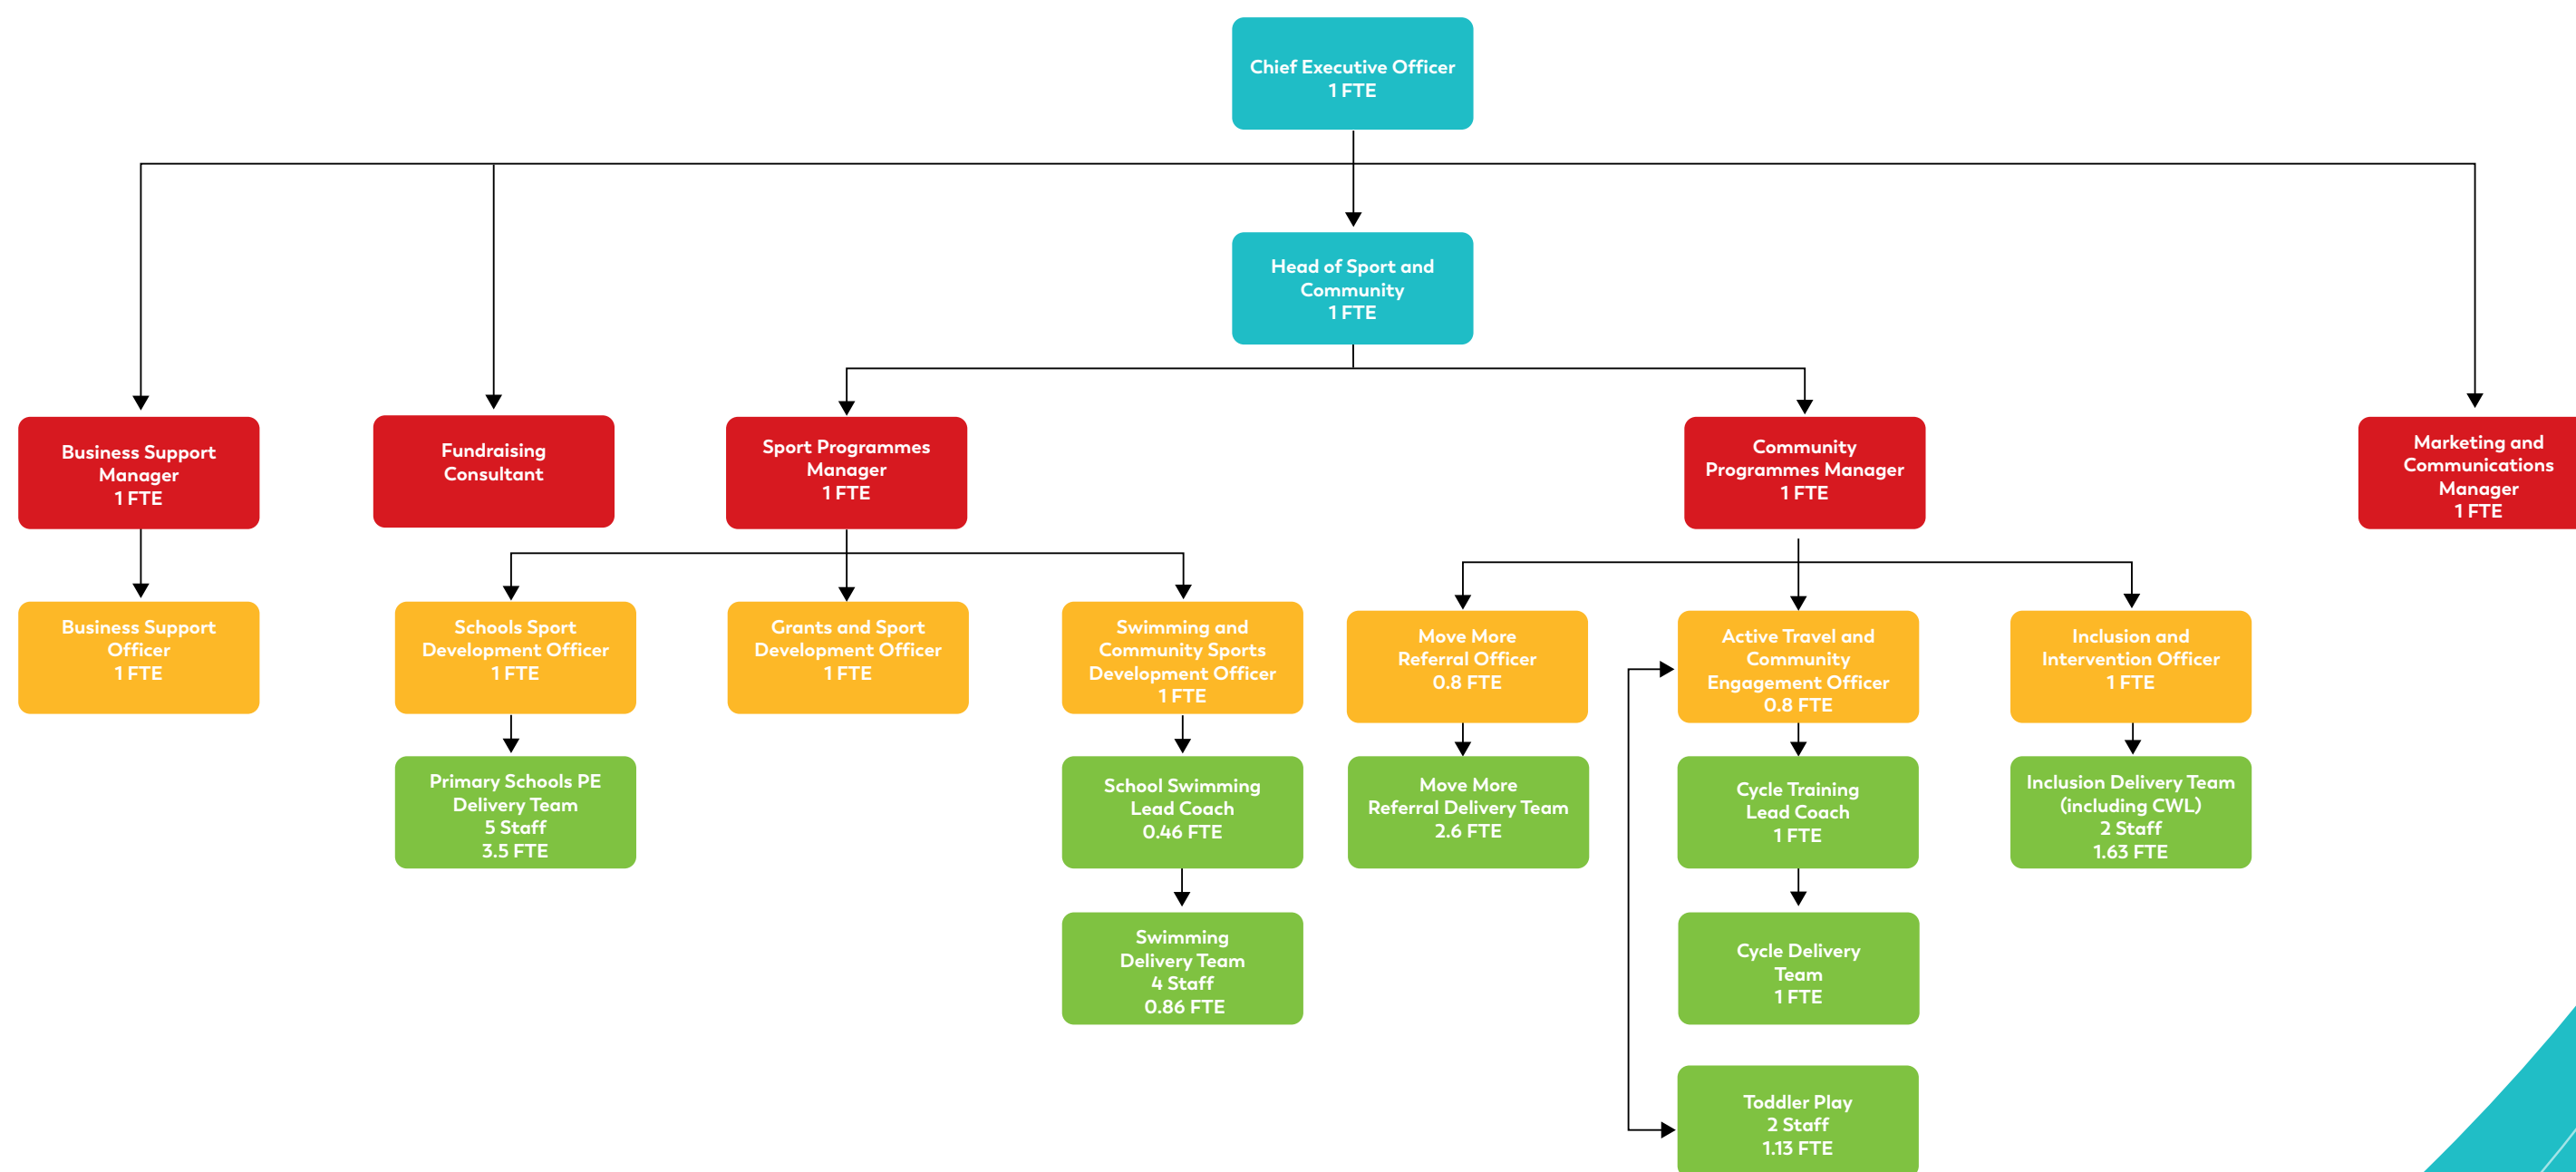 Chief Executive Officer
1 FTE
Head of Sport and
Community
1 FTE
Business Support
Manager
1 FTE
Fundraising
Consultant
Sport Programmes
Manager
1 FTE
Community
Programmes Manager
1 FTE
Marketing and
Communications
Manager
1 FTE
Business Support
Officer
1 FTE
Schools Sport
Development Officer
1 FTE
Grants and Sport
Development Officer
1 FTE
Swimming and
Community Sports
Development Officer
1 FTE
Move More
Referral Officer
0.8 FTE
Active Travel and
Community
Engagement Officer
0.8 FTE
Inclusion and
Intervention Officer
1 FTE
Primary Schools PE
Delivery Team
5 Staff
3.5 FTE
School Swimming
Lead Coach
0.46 FTE
Move More
Referral Delivery Team
2.6 FTE
Cycle Training
Lead Coach
1 FTE
Inclusion Delivery Team
(including CWL)
2 Staff
1.63 FTE
Swimming
Delivery Team
4 Staff
0.86 FTE
Cycle Delivery
Team
1 FTE
Toddler Play
2 Staff
1.13 FTE